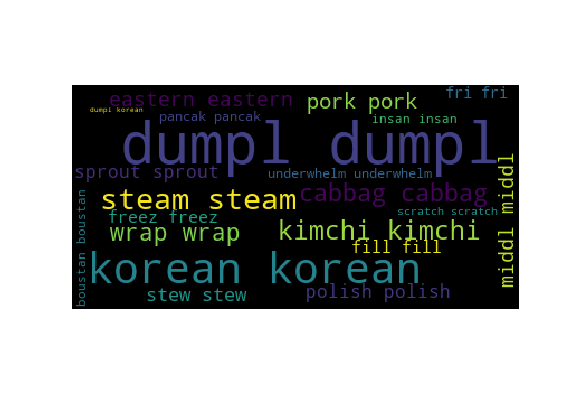 eastern eastern
fri fri
pork pork
dumpl korean
pancak pancak
insan insan
dumpl dumpl
sprout sprout
underwhelm underwhelm
middl middl
steam steam
cabbag cabbag
boustan boustan
freez freez
scratch scratch
wrap wrap
kimchi kimchi
fill fill
korean korean
stew stew
polish polish